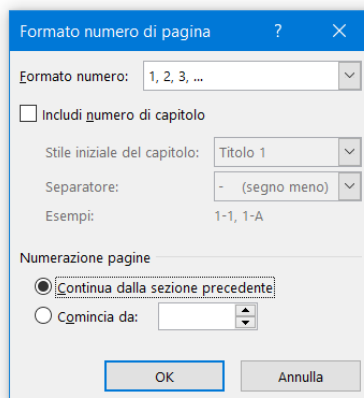 Formato numero di pagina ? ×
Formato numero: 1, 2, 3, ...
Includi numero di capitolo
Stile iniziale del capitolo: Titolo 1
Separatore: - (segno meno)
Esempi: 1-1, 1-A
Numerazione pagine
Continua dalla sezione precedente
Comincia da:
OK Annulla